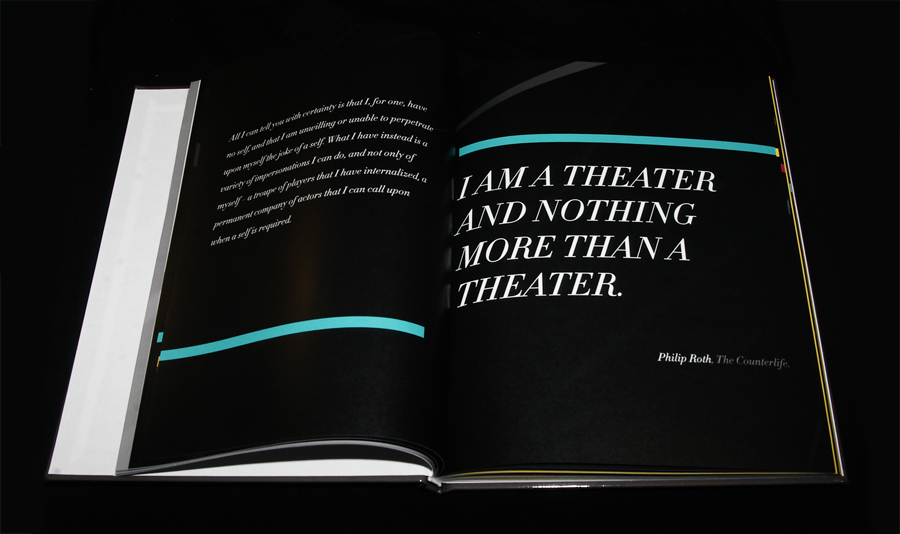 All I can tell you with certainty is that I, for one, have
no self, and that I am unwilling or unable to perpetrate
upon myself the joke of a self. What I have instead is a
variety of impersonations I can do, and not only of
myself - a troupe of players that I have internalized, a
permanent company of actors that I can call upon
when a self is required.
I AM A THEATER
AND NOTHING
MORE THAN A
THEATER.
Philip Roth, The Counterlife.